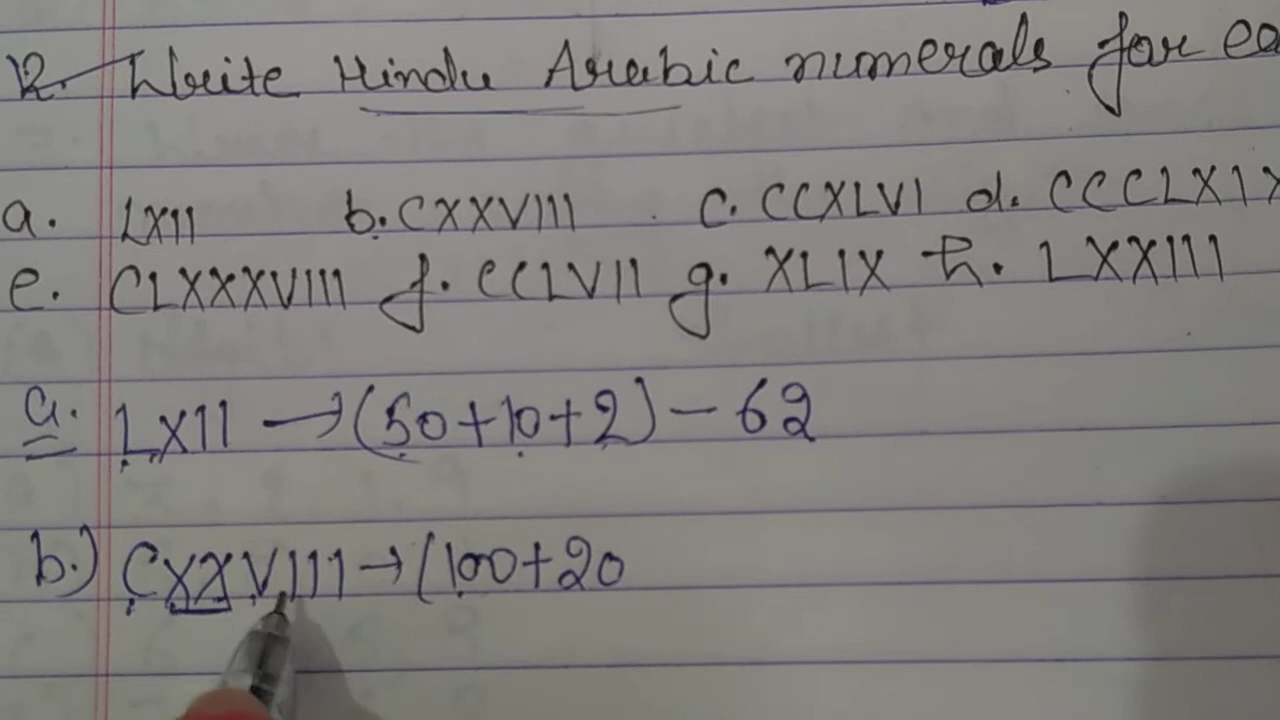 12. Write Hindu Arabic numerals for ea
a. LXII b. CXXVIII c. CCXLVI d. CCCLXIX
e. CLXXXVIII f. CCLVII g. XLIX h. LXXIII
a. LXII → (50+10+2) - 62
b.) CXXVIII → (100+20